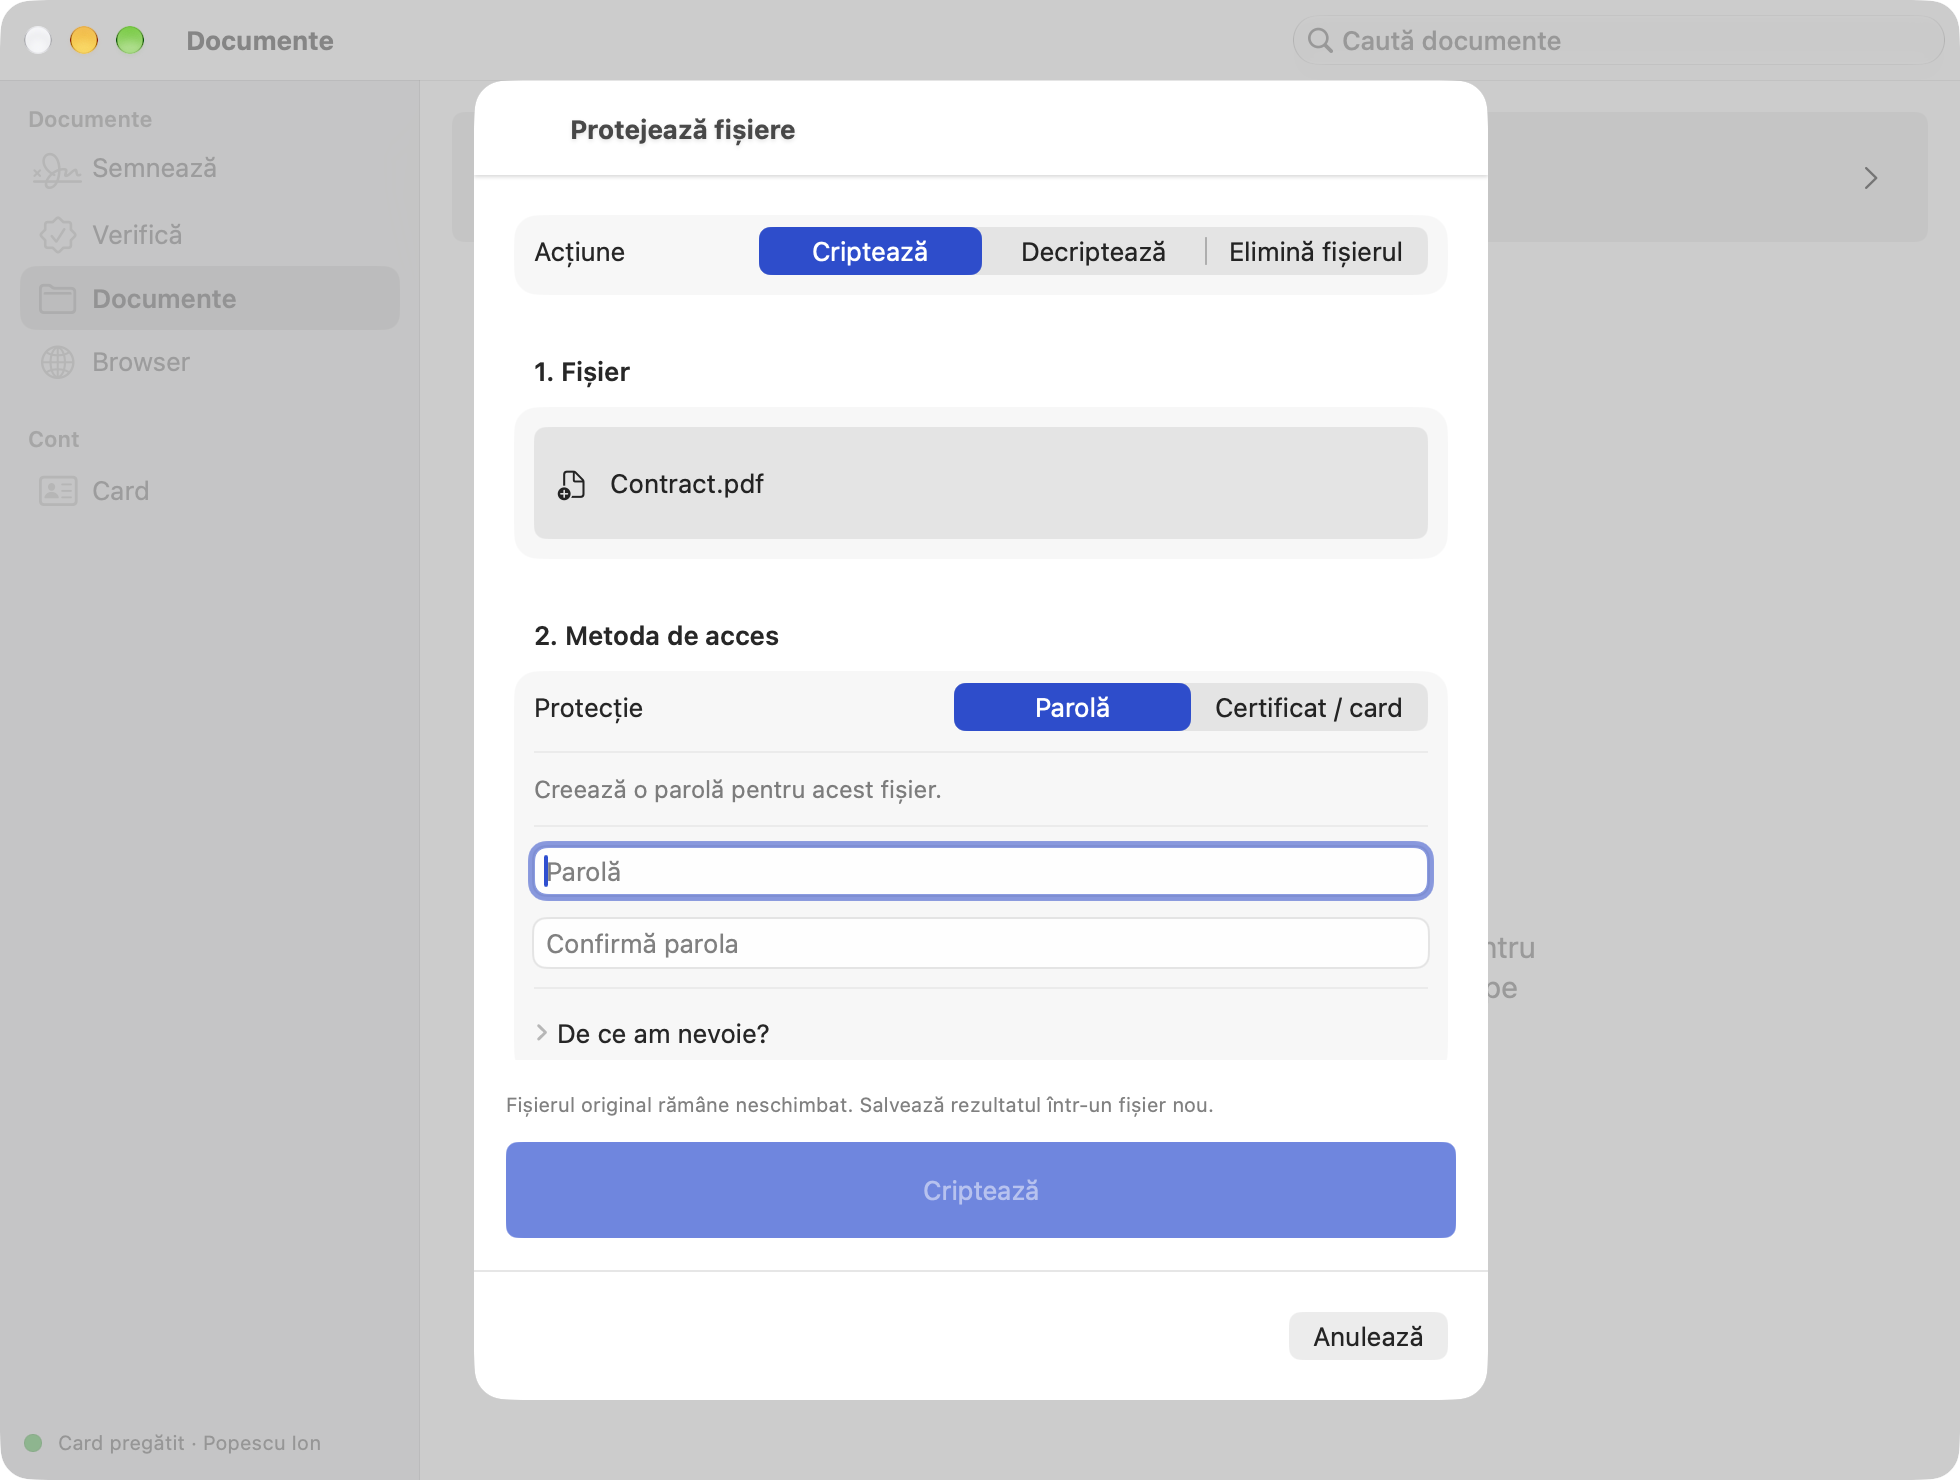 Documente
Caută documente
Documente
Semnează
Verifică
Documente
Browser
Cont
Card
Card pregătit · Popescu Ion
Protejează fișiere
Acțiune
Criptează
Decriptează
Elimină fișierul
1. Fișier
Contract.pdf
2. Metoda de acces
Protecție
Parolă
Certificat / card
Creează o parolă pentru acest fișier.
Parolă
Confirmă parola
De ce am nevoie?
Fișierul original rămâne neschimbat. Salvează rezultatul într-un fișier nou.
Criptează
Anulează